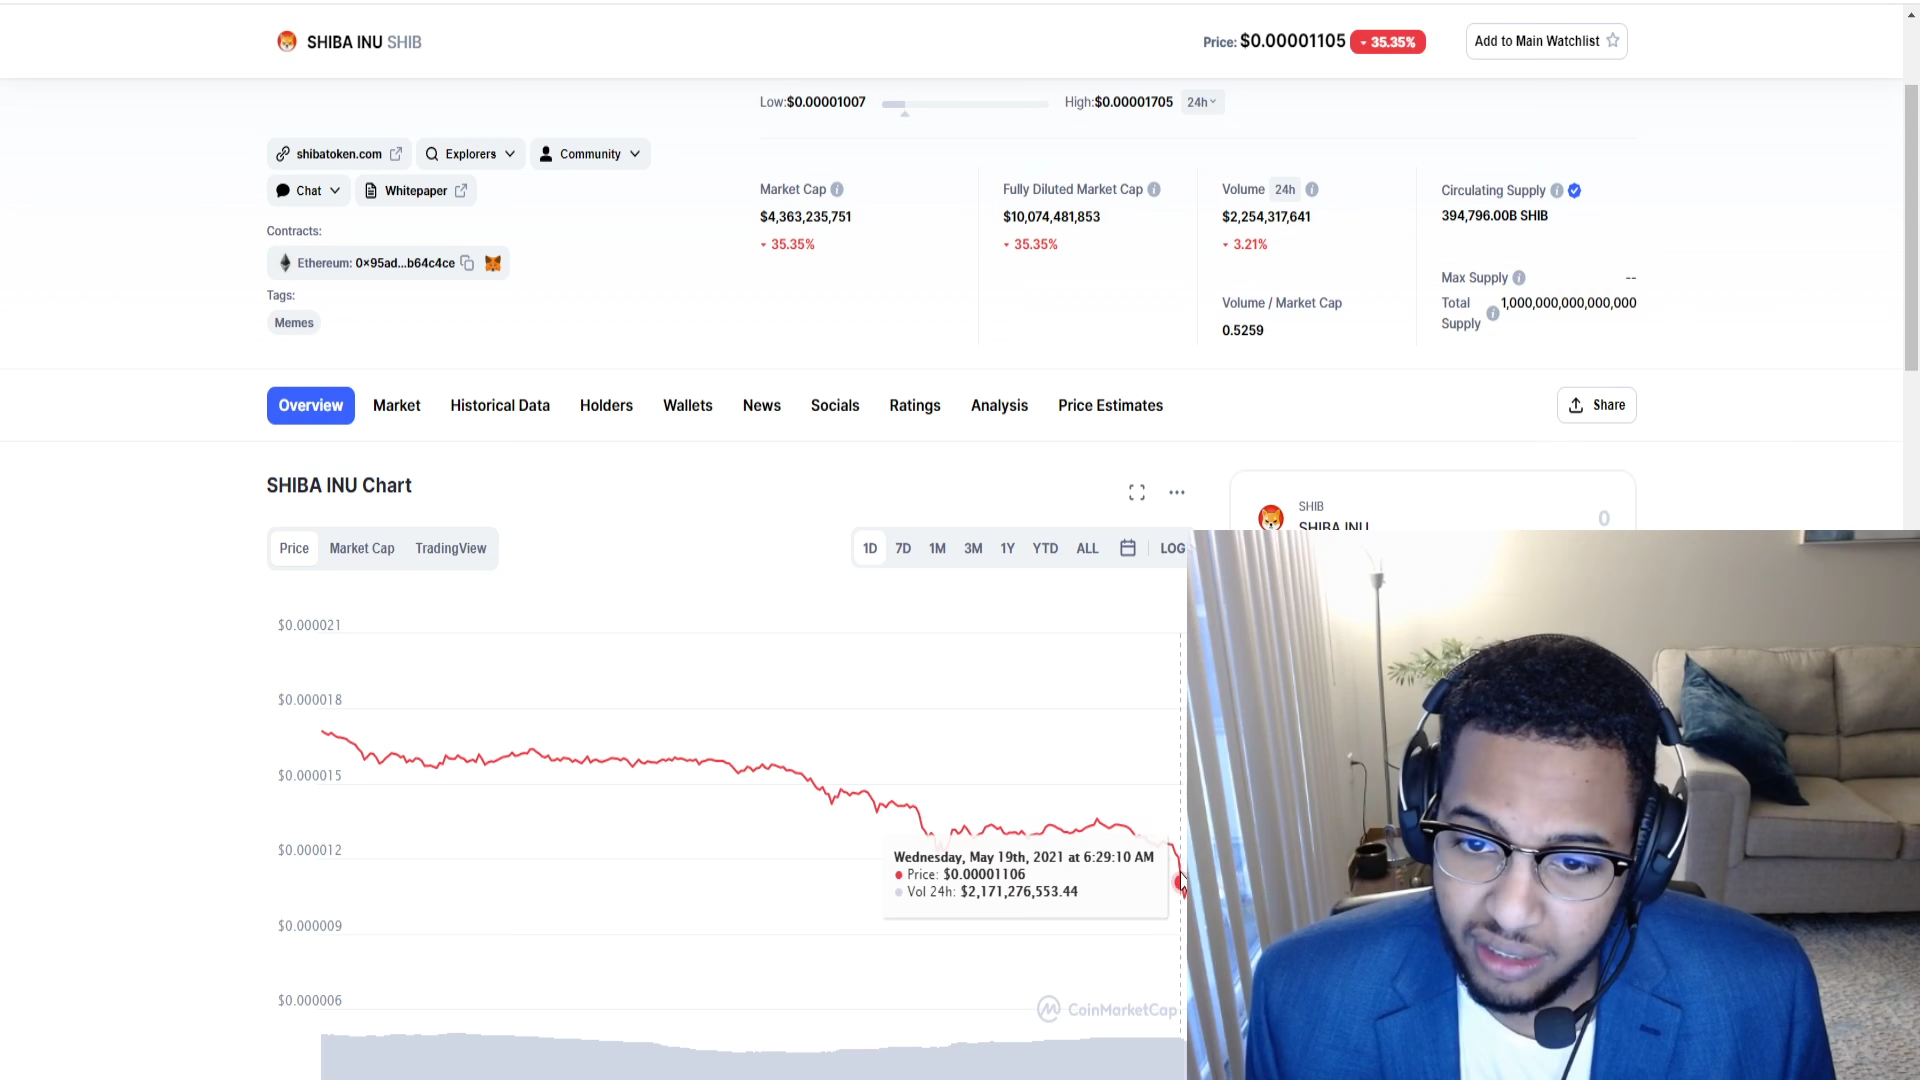 SHIBA INU SHIB
Price: $0.00001105 35.35%
Add to Main Watchlist
Low:$0.00001007
High:$0.00001705
24h
shibatoken.com
Explorers
Community
Chat
Whitepaper
Contracts:
Ethereum: 0x95ad...b64c4ce
Tags:
Memes
Market Cap
$4,363,235,751
35.35%
Fully Diluted Market Cap
$10,074,481,853
35.35%
Volume 24h
$2,254,317,641
3.21%
Volume / Market Cap
0.5259
Circulating Supply
394,796.00B SHIB
Max Supply --
Total Supply
1,000,000,000,000,000
Overview
Market
Historical Data
Holders
Wallets
News
Socials
Ratings
Analysis
Price Estimates
Share
SHIBA INU Chart
Price
Market Cap
TradingView
1D
7D
1M
3M
1Y
YTD
ALL
LOG
SHIB
SHIBA INU
0
$0.000021
$0.000018
$0.000015
$0.000012
$0.000009
$0.000006
Wednesday, May 19th, 2021 at 6:29:10 AM
Price: $0.00001106
Vol 24h: $2,171,276,553.44
CoinMarketCap